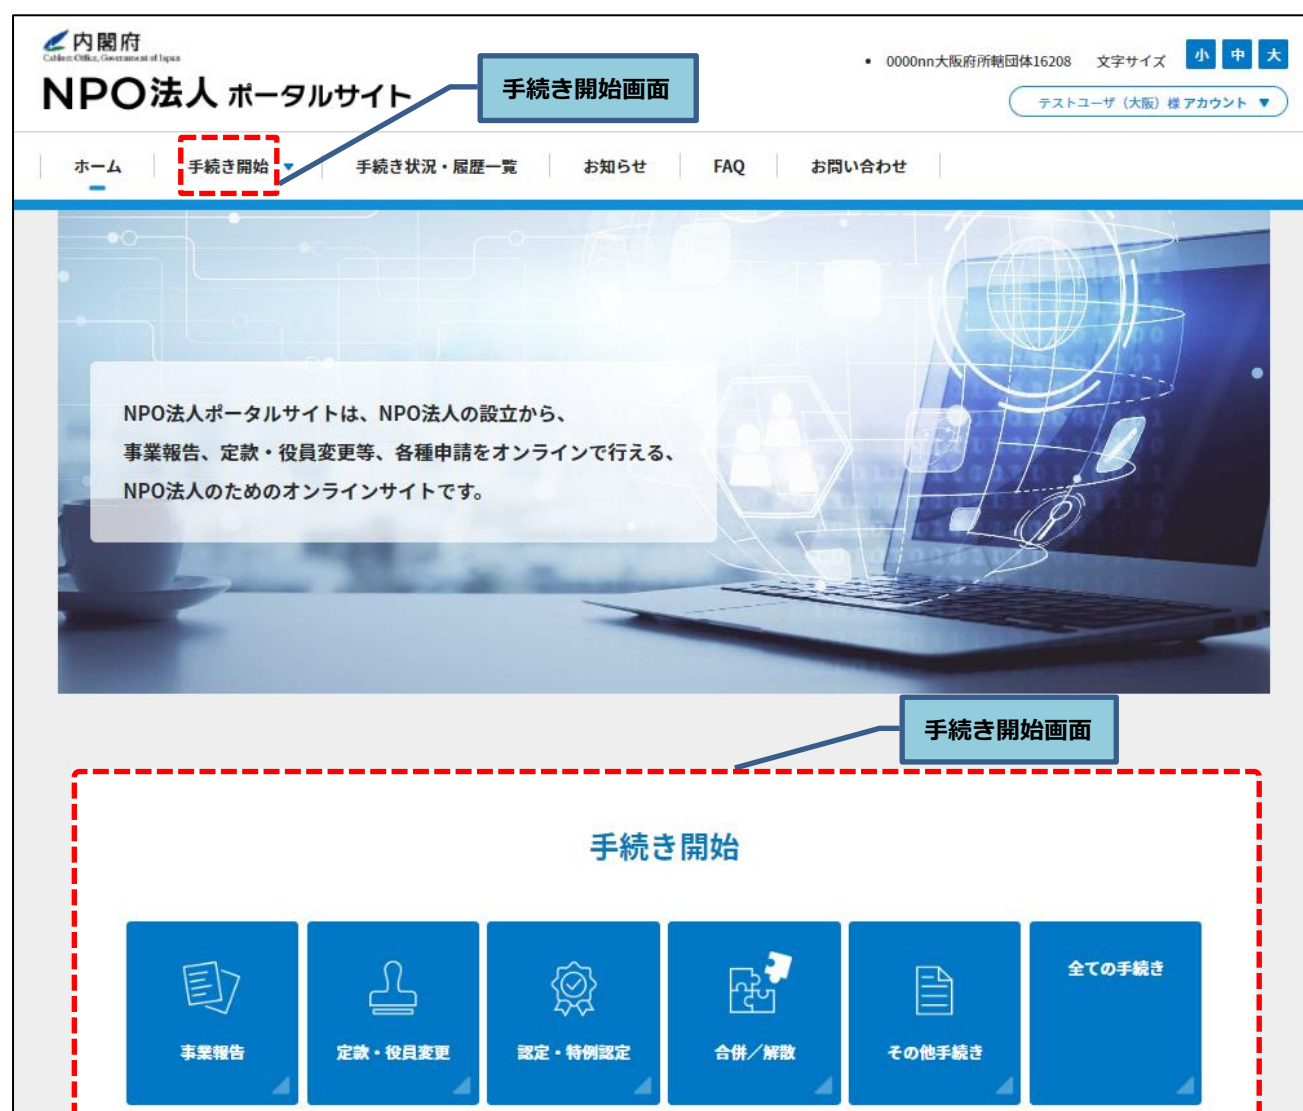 内閣府
Cabinet Office, Government of Japan
NPO法人 ポータルサイト
手続き開始画面
• 0000nn大阪府所轄団体16208 文字サイズ 小 中 大
テストユーザ（大阪）様 アカウント ▼
ホーム 手続き開始 ▼ 手続き状況・履歴一覧 お知らせ FAQ お問い合わせ
NPO法人ポータルサイトは、NPO法人の設立から、
事業報告、定款・役員変更等、各種申請をオンラインで行える、
NPO法人のためのオンラインサイトです。
手続き開始画面
手続き開始
事業報告 定款・役員変更 認定・特例認定 合併／解散 その他手続き 全ての手続き